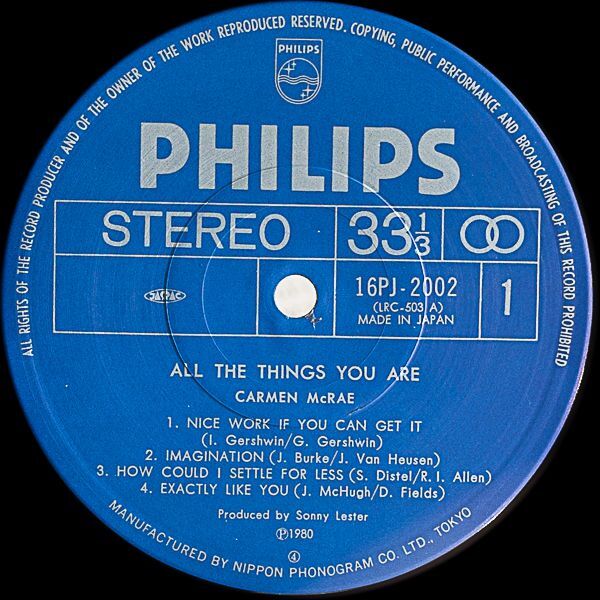 ALL RIGHTS OF THE RECORD PRODUCER AND OF THE OWNER OF THE WORK REPRODUCED RESERVED. COPYING, PUBLIC PERFORMANCE AND BROADCASTING OF THIS RECORD PROHIBITED
PHILIPS
PHILIPS
STEREO
33 1/3
JASRAC
16PJ-2002
(LRC-503 A)
MADE IN JAPAN
1
ALL THE THINGS YOU ARE
CARMEN McRAE
1. NICE WORK IF YOU CAN GET IT
(I. Gershwin/G. Gershwin)
2. IMAGINATION (J. Burke/J. Van Heusen)
3. HOW COULD I SETTLE FOR LESS (S. Distel/R. I. Allen)
4. EXACTLY LIKE YOU (J. McHugh/D. Fields)
Produced by Sonny Lester
Ⓟ1980
④
MANUFACTURED BY NIPPON PHONOGRAM CO. LTD., TOKYO